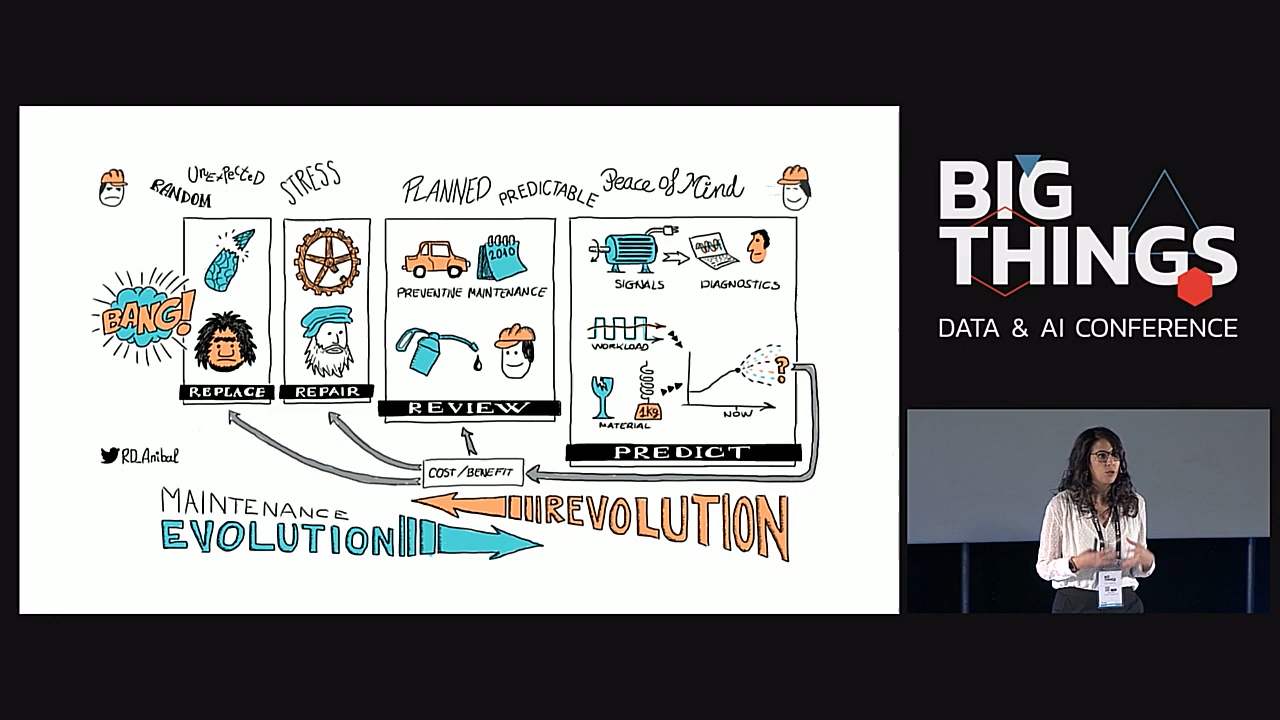 UNEXPECTED
RANDOM
STRESS
PLANNED
PREDICTABLE
Peace of Mind
BANG!
2010
PREVENTIVE MAINTENANCE
SIGNALS
DIAGNOSTICS
WORKLOAD
1Kg
MATERIAL
?
NOW
REPLACE
REPAIR
REVIEW
PREDICT
COST/BENEFIT
RD_Anibal
MAINTENANCE
EVOLUTION
REVOLUTION
BIG
THINGS
DATA & AI CONFERENCE